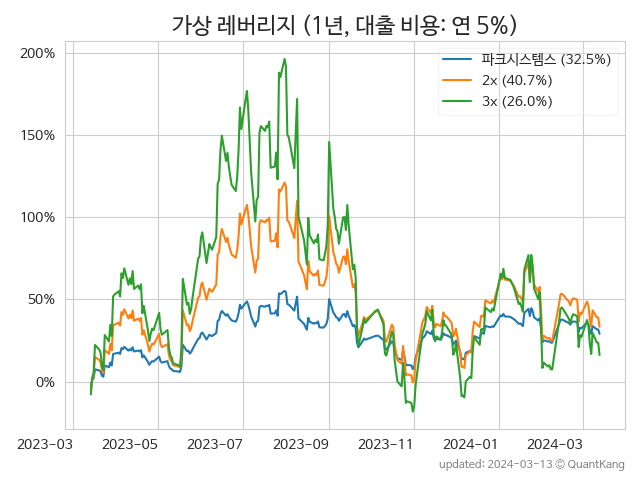 가상 레버리지 (1년, 대출 비용: 연 5%)
파크시스템스 (32.5%)
2x (40.7%)
3x (26.0%)
200%
150%
100%
50%
0%
2023-03 2023-05 2023-07 2023-09 2023-11 2024-01 2024-03
updated: 2024-03-13 © QuantKang